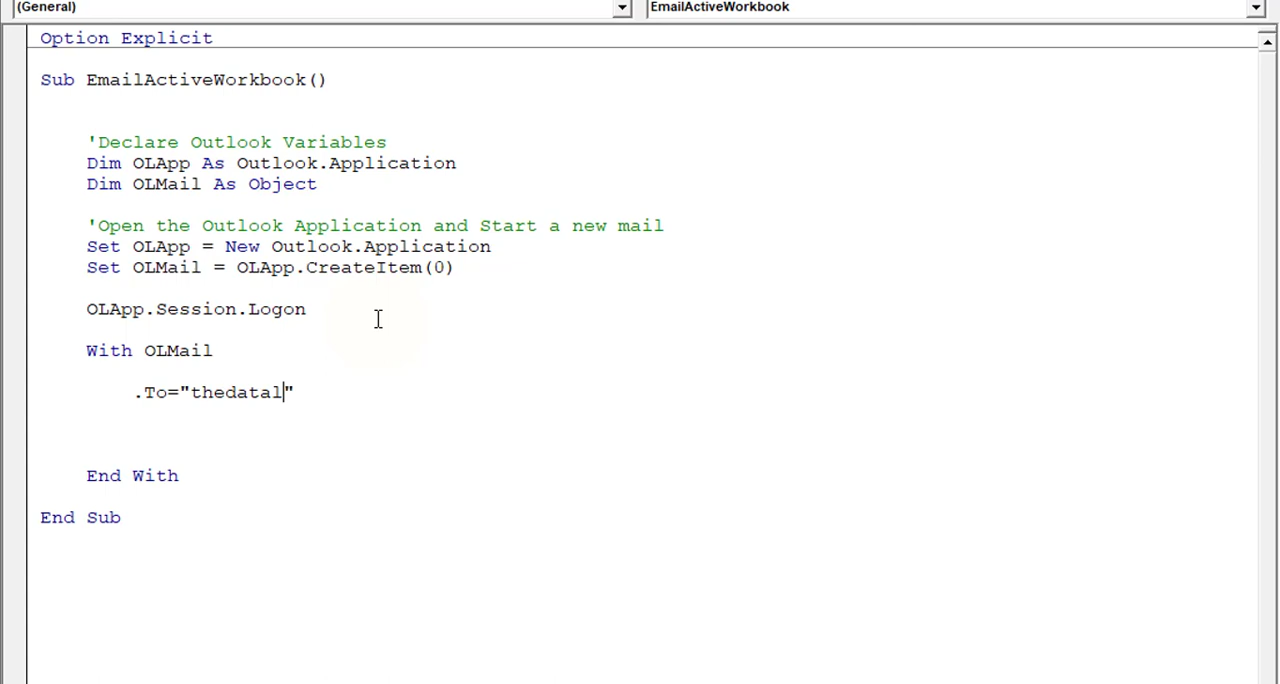 (General) EmailActiveWorkbook
Option Explicit
Sub EmailActiveWorkbook()
'Declare Outlook Variables
Dim OLApp As Outlook.Application
Dim OLMail As Object
'Open the Outlook Application and Start a new mail
Set OLApp = New Outlook.Application
Set OLMail = OLApp.CreateItem(0)
OLApp.Session.Logon
With OLMail
.To="thedatal"
End With
End Sub